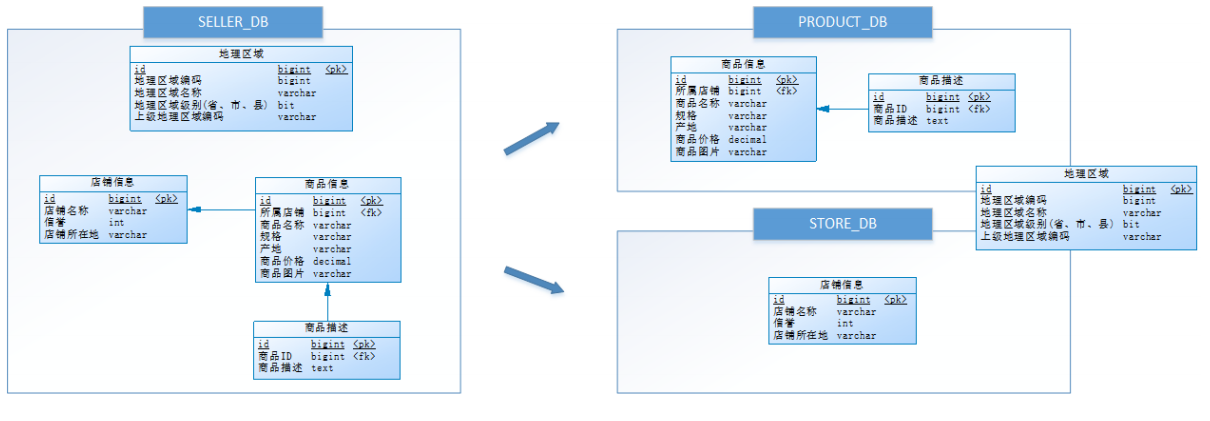 SELLER_DB
地理区域
id bigint <pk>
地理区域编码 bigint
地理区域名称 varchar
地理区域级别(省、市、县) bit
上级地理区域编码 varchar
店铺信息
id bigint <pk>
店铺名称 varchar
信誉 int
店铺所在地 varchar
商品信息
id bigint <pk>
所属店铺 bigint <fk>
商品名称 varchar
规格 varchar
产地 varchar
商品价格 decimal
商品图片 varchar
商品描述
id bigint <pk>
商品ID bigint <fk>
商品描述 text
PRODUCT_DB
商品信息
id bigint <pk>
所属店铺 bigint <fk>
商品名称 varchar
规格 varchar
产地 varchar
商品价格 decimal
商品图片 varchar
商品描述
id bigint <pk>
商品ID bigint <fk>
商品描述 text
地理区域
id bigint <pk>
地理区域编码 bigint
地理区域名称 varchar
地理区域级别(省、市、县) bit
上级地理区域编码 varchar
STORE_DB
店铺信息
id bigint <pk>
店铺名称 varchar
信誉 int
店铺所在地 varchar